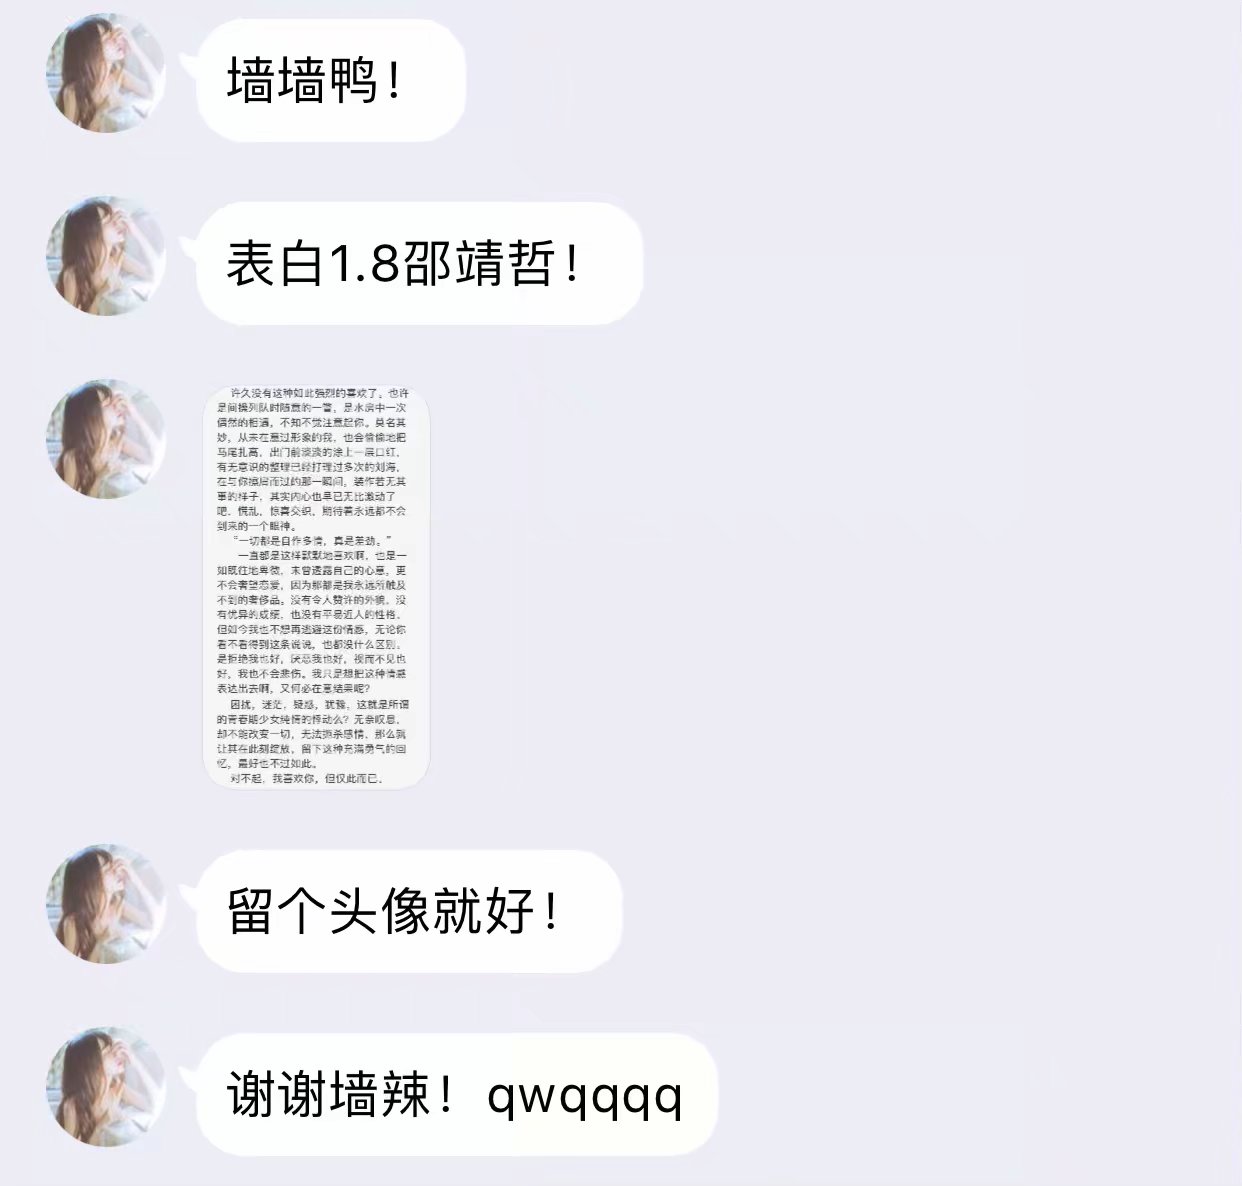 墙墙鸭！
表白1.8邵靖哲！
许久没有这种如此强烈的喜欢了。也许
是间操列队时随意的一瞥，是水房中一次
偶然的相遇，不知不觉注意起你。莫名其
妙，从未在意过形象的我，也会偷偷地把
马尾扎高，出门前淡淡的涂上一层口红，
有无意识的整理已经打理过多次的刘海，
在与你擦肩而过的那一瞬间，装作若无其
事的样子，其实内心也早已无比激动了
吧。慌乱，惊喜交织，期待着永远都不会
到来的一个眼神。
“一切都是自作多情，真是差劲。”
一直都是这样默默地喜欢啊，也是一
如既往地卑微，未曾透露自己的心意，更
不会奢望恋爱，因为那都是我永远所触及
不到的奢侈品。没有令人赞许的外貌，没
有优异的成绩，也没有平易近人的性格。
但如今我也不想再逃避这份情感，无论你
看不看得到这条说说，也都没什么区别。
是拒绝我也好，厌恶我也好，视而不见也
好，我也不会悲伤。我只是想把这种情感
表达出去啊，又何必在意结果呢？
困扰，迷茫，疑惑，犹豫，这就是所谓
的青春期少女纯情的悸动么？无奈叹息，
却不能改变一切，无法抹杀感情，那么就
让其在此刻绽放，留下这种充满勇气的回
忆，最好也不过如此。
对不起，我喜欢你，但仅此而已。
留个头像就好！
谢谢墙辣！qwqqqq